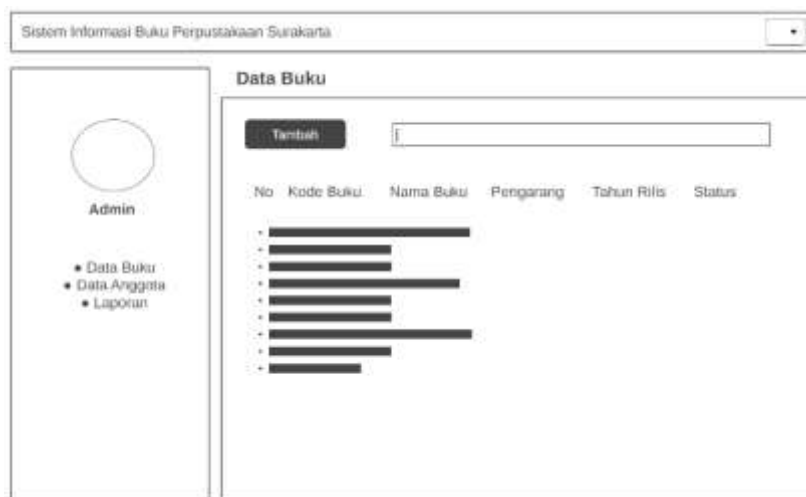 Sistem Informasi Buku Perpustakaan Surakarta
Data Buku
Admin
• Data Buku
• Data Anggota
• Laporan
Tambah
No Kode Buku Nama Buku Pengarang Tahun Rilis Status